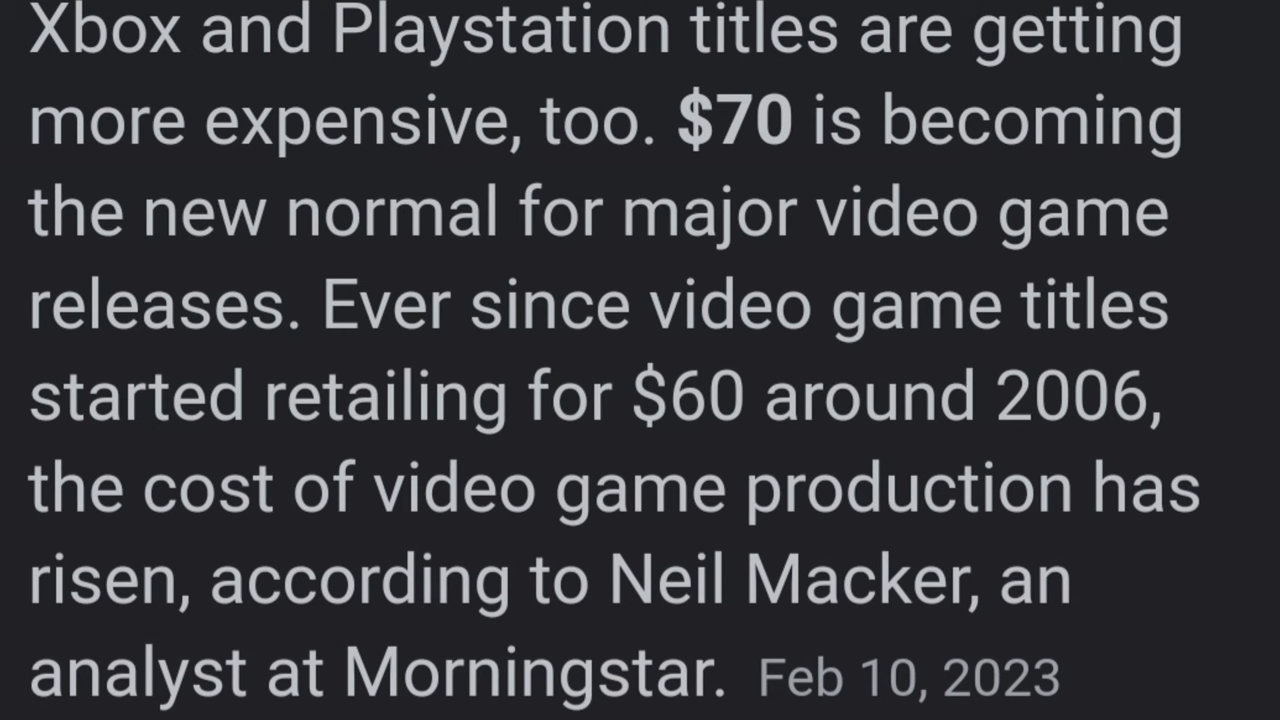 Xbox and Playstation titles are getting
more expensive, too. $70 is becoming
the new normal for major video game
releases. Ever since video game titles
started retailing for $60 around 2006,
the cost of video game production has
risen, according to Neil Macker, an
analyst at Morningstar. Feb 10, 2023